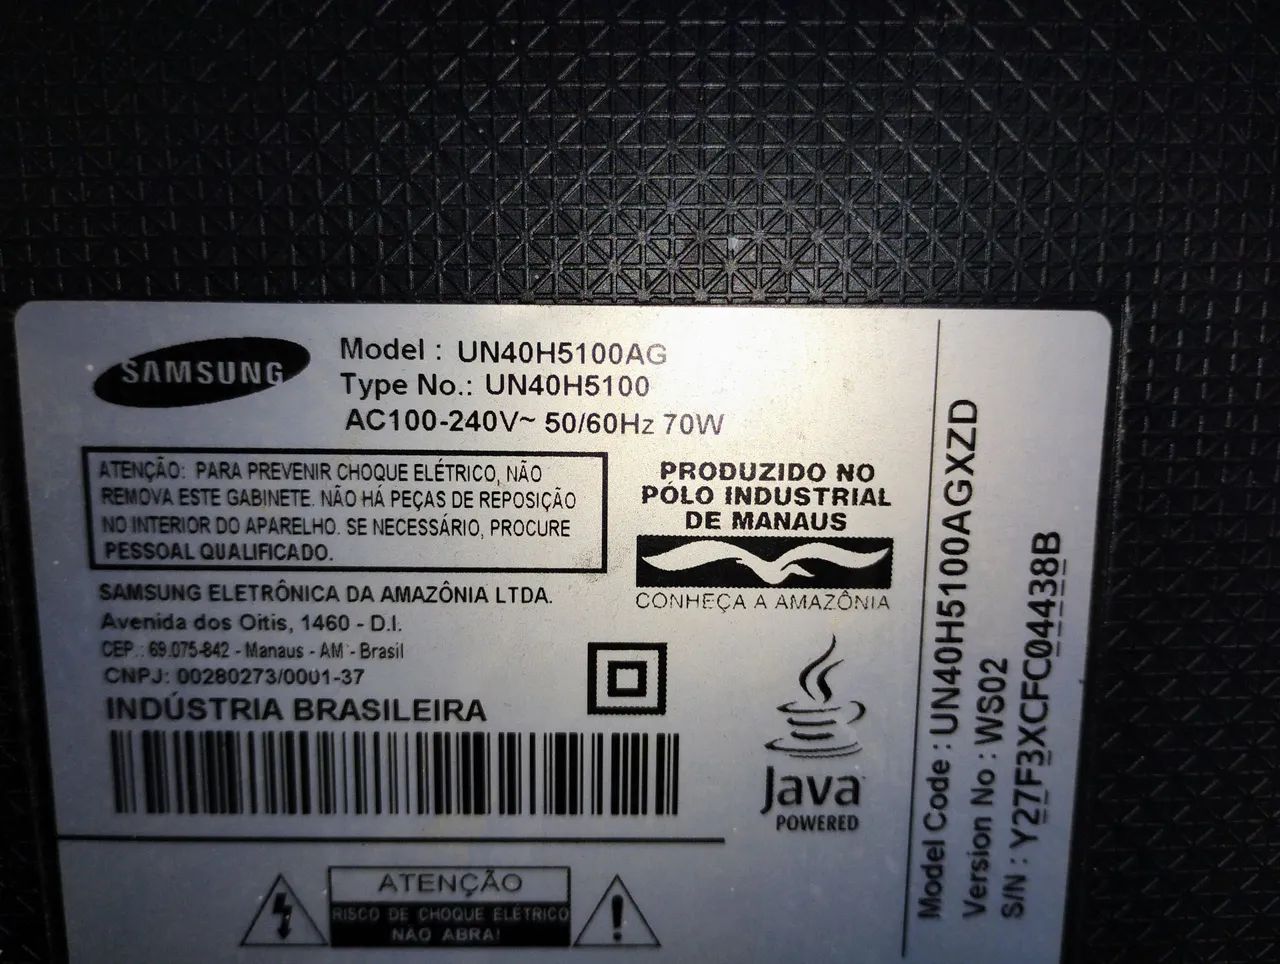 SAMSUNG
Model : UN40H5100AG
Type No.: UN40H5100
AC100-240V~ 50/60Hz 70W
ATENÇÃO: PARA PREVENIR CHOQUE ELÉTRICO, NÃO
REMOVA ESTE GABINETE. NÃO HÁ PEÇAS DE REPOSIÇÃO
NO INTERIOR DO APARELHO. SE NECESSÁRIO, PROCURE
PESSOAL QUALIFICADO.
PRODUZIDO NO
PÓLO INDUSTRIAL
DE MANAUS
CONHEÇA A AMAZÔNIA
SAMSUNG ELETRÔNICA DA AMAZÔNIA LTDA.
Avenida dos Oitis, 1460 - D.I.
CEP.: 69.075-842 - Manaus - AM - Brasil
CNPJ: 00280273/0001-37
INDÚSTRIA BRASILEIRA
Java
POWERED
ATENÇÃO
RISCO DE CHOQUE ELÉTRICO
NÃO ABRA!
Model Code : UN40H5100AGXZD
Version No : WS02
S/N : Y27F3XCFC04438B